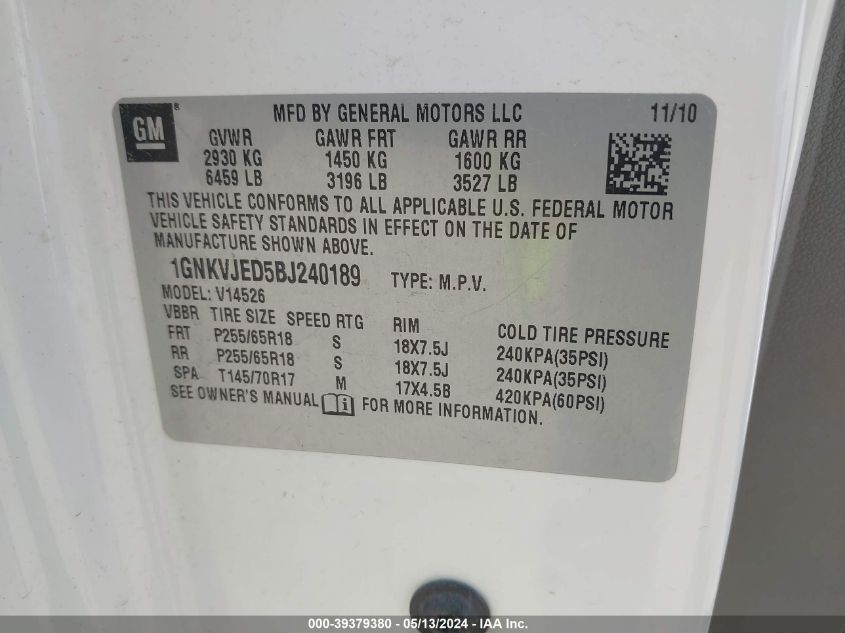 GM ®
MFD BY GENERAL MOTORS LLC 11/10
GVWR GAWR FRT GAWR RR
2930 KG 1450 KG 1600 KG
6459 LB 3196 LB 3527 LB
THIS VEHICLE CONFORMS TO ALL APPLICABLE U.S. FEDERAL MOTOR
VEHICLE SAFETY STANDARDS IN EFFECT ON THE DATE OF
MANUFACTURE SHOWN ABOVE.
1GNKVJED5BJ240189 TYPE: M.P.V.
MODEL: V14526
VBBR TIRE SIZE SPEED RTG RIM COLD TIRE PRESSURE
FRT P255/65R18 S 18X7.5J 240KPA(35PSI)
RR P255/65R18 S 18X7.5J 240KPA(35PSI)
SPA T145/70R17 M 17X4.5B 420KPA(60PSI)
SEE OWNER'S MANUAL i FOR MORE INFORMATION.
000-39379380 - 05/13/2024 - IAA Inc.